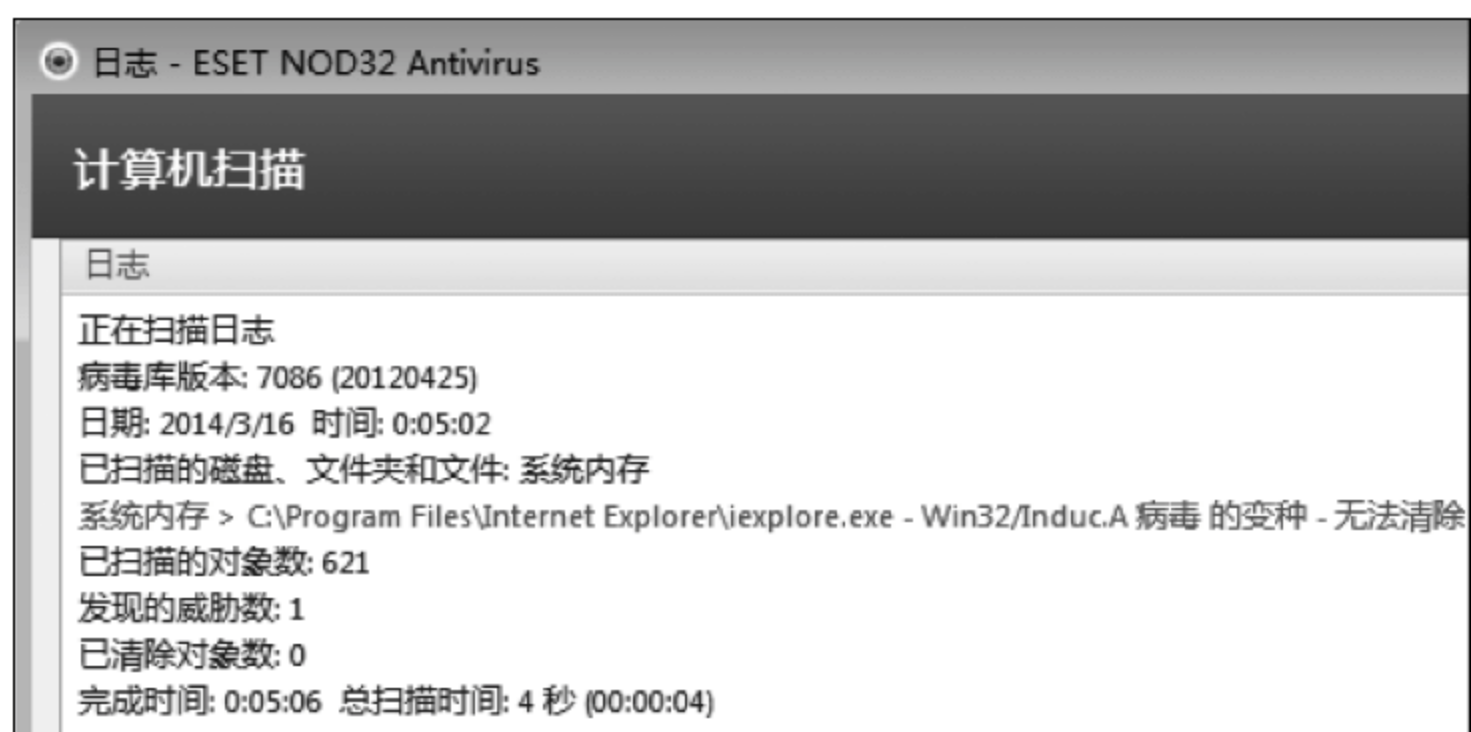 日志 - ESET NOD32 Antivirus
计算机扫描
日志
正在扫描日志
病毒库版本: 7086 (20120425)
日期: 2014/3/16 时间: 0:05:02
已扫描的磁盘、文件夹和文件: 系统内存
系统内存 > C:\Program Files\Internet Explorer\iexplore.exe - Win32/Induc.A 病毒 的变种 - 无法清除
已扫描的对象数: 621
发现的威胁数: 1
已清除对象数: 0
完成时间: 0:05:06 总扫描时间: 4 秒 (00:00:04)